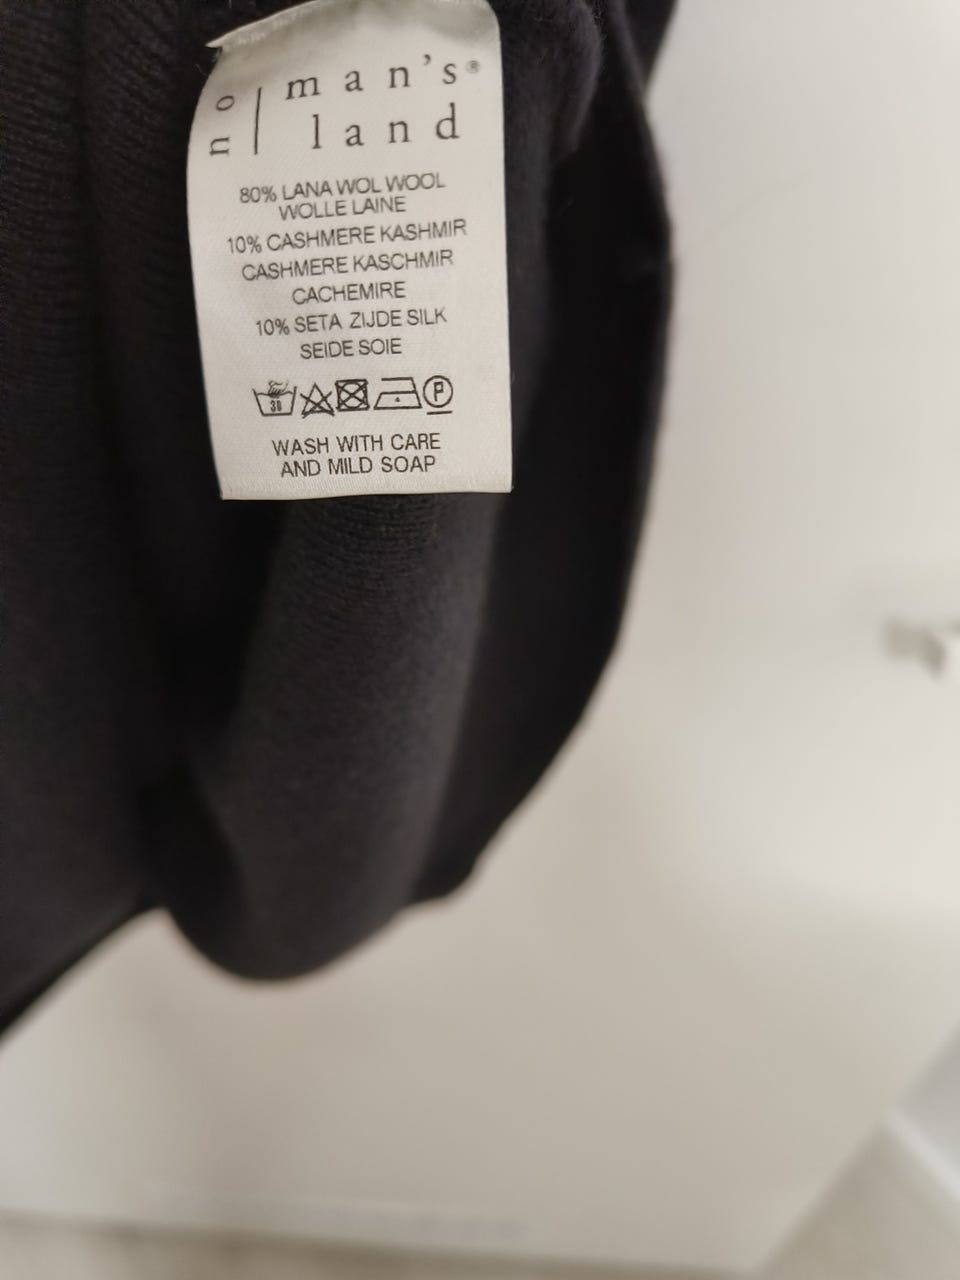 no man's®
land
80% LANA WOL WOOL
WOLLE LAINE
10% CASHMERE KASHMIR
CASHMERE KASCHMIR
CACHEMIRE
10% SETA ZIJDE SILK
SEIDE SOIE
30 P
WASH WITH CARE
AND MILD SOAP